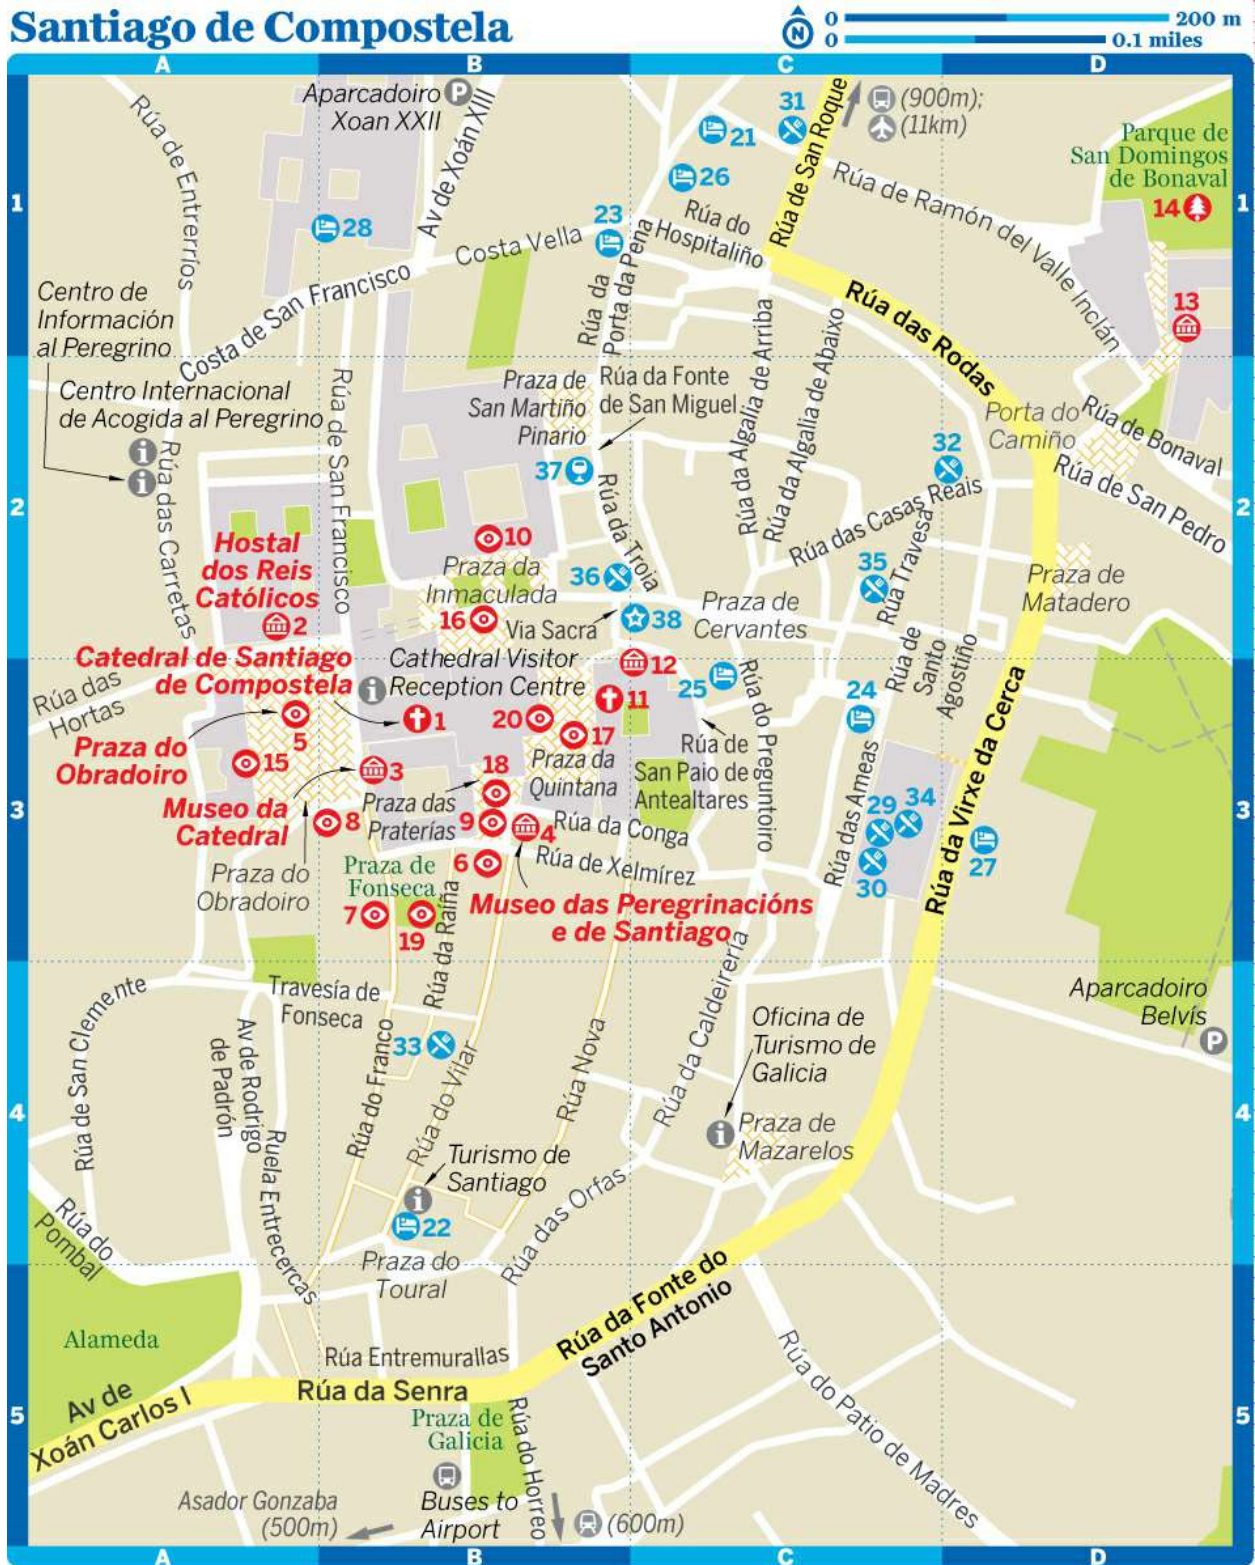 Santiago de Compostela
N
0 200 m
0 0.1 miles
A B C D
1
Rúa de Entrerríos
Aparcadoiro
Xoan XXII
P
Av de Xoán XIII
28
Costa Vella
23
21
26
31
Rúa de San Roque
(900m);
(11km)
Rúa do
Hospitaliño
Rúa de Ramón del Valle Inclán
Parque de
San Domingos
de Bonaval
14
1
13
Centro de
Información
al Peregrino
Costa de San Francisco
Rúa da
Porta da Pena
Rúa das Rodas
Centro Internacional
de Acogida al Peregrino
Rúa de San Francisco
Praza de
San Martiño
Pinario
Rúa da Fonte
de San Miguel
Rúa da Algalia de Arriba
Rúa da Algalia de Abaixo
Porta do
Camiño
Rúa de Bonaval
32
37
Rúa de San Pedro
2
Rúa das Carretas
Rúa da Troia
Rúa das Casas Reais
Rúa Travesa
2
Hostal
dos Reis
Católicos
2
10
Praza da
Inmaculada
16
36
Via Sacra
38
Praza de
Cervantes
35
Praza de
Matadero
Catedral de Santiago
de Compostela
Cathedral Visitor
Reception Centre
12
25
Rúa de
Santo
Agostiño
24
Rúa das
Hortas
1
20
11
17
Praza do
Obradoiro
5
15
3
18
Praza da
Quintana
Rúa de
San Paio de
Antealtares
Rúa do Preguntoiro
Rúa das Ameas
Rúa da Virxe da Cerca
3
Museo da
Catedral
8
Praza das
Praterías
9
4
Rúa da Conga
29
34
30
27
3
Praza do
Obradoiro
Praza de
Fonseca
6
Rúa de Xelmírez
7
19
Rúa da Raíña
Museo das Peregrinacións
e de Santiago
Rúa da Caldeirería
Rúa de San Clemente
Travesía de
Fonseca
Av de Rodrigo
de Padrón
Rúa do Franco
33
Rúa do Vilar
Rúa Nova
Oficina de
Turismo de
Galicia
Aparcadoiro
Belvís
P
4
Praza de
Mazarelos
4
Ruela Entrecercas
Turismo de
Santiago
22
Rúa das Orfas
Rúa do
Pombal
Praza do
Toural
Rúa da Fonte do
Santo Antonio
Alameda
Rúa Entremurallas
Rúa do Patio de Madres
5
Av de
Xoán Carlos I
Rúa da Senra
5
Praza de
Galicia
Rúa do Horreo
Asador Gonzaba
(500m)
Buses to
Airport
(600m)
A B C D